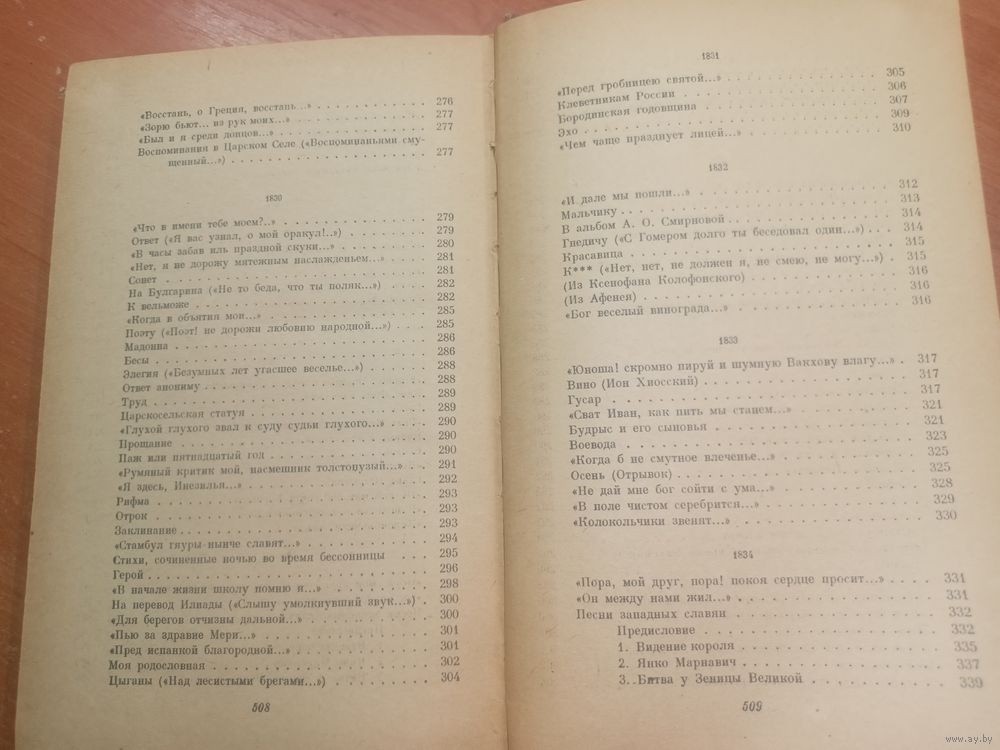 «Восстань, о Греция, восстань...» . . . . . . . . . . 276
«Зорю бьют... из рук моих...» . . . . . . . . . . 277
«Был и я среди донцов...» . . . . . . . . . . 277
Воспоминания в Царском Селе («Воспоминаньями сму-
щенный...») . . . . . . . . . . 277
1830
«Что в имени тебе моем?..» . . . . . . . . . . 279
Ответ («Я вас узнал, о мой оракул!..») . . . . . . . . . . 279
«В часы забав иль праздной скуки...» . . . . . . . . . . 280
«Нет, я не дорожу мятежным наслажденьем...» . . . . . 281
Сонет . . . . . . . . . . 281
На Булгарина («Не то беда, что ты поляк...») . . . . . 282
К вельможе . . . . . . . . . . 282
«Когда в объятия мои...» . . . . . . . . . . 285
Поэту («Поэт! не дорожи любовию народной...») . . . . 285
Мадонна . . . . . . . . . . 286
Бесы . . . . . . . . . . 286
Элегия («Безумных лет угасшее веселье...») . . . . . . 288
Ответ анониму . . . . . . . . . . 288
Труд . . . . . . . . . . 289
Царскосельская статуя . . . . . . . . . . 289
«Глухой глухого звал к суду судьи глухого...» . . . . . 290
Прощание . . . . . . . . . . 290
Паж или пятнадцатый год . . . . . . . . . . 290
«Румяный критик мой, насмешник толстопузый...» . . . 291
«Я здесь, Инезилья...» . . . . . . . . . . 292
Рифма . . . . . . . . . . 293
Отрок . . . . . . . . . . 293
Заклинание . . . . . . . . . . 293
«Стамбул гяуры нынче славят...» . . . . . . . . . . 294
Стихи, сочиненные ночью во время бессонницы . . . . 295
Герой . . . . . . . . . . 296
«В начале жизни школу помню я...» . . . . . . . . . . 298
На перевод Илиады («Слышу умолкнувший звук...») . . 300
«Для берегов отчизны дальной...» . . . . . . . . . . 300
«Пью за здравие Мери...» . . . . . . . . . . 301
«Пред испанкой благородной...» . . . . . . . . . . 301
Моя родословная . . . . . . . . . . 302
Цыганы («Над лесистыми брегами...») . . . . . . . . . . 304
508
1831
«Перед гробницею святой...» . . . . . . . . . . 305
Клеветникам России . . . . . . . . . . 306
Бородинская годовщина . . . . . . . . . . 307
Эхо . . . . . . . . . . 309
«Чем чаще празднует лицей...» . . . . . . . . . . 310
1832
«И дале мы пошли...» . . . . . . . . . . 312
Мальчику . . . . . . . . . . 313
В альбом А. О. Смирновой . . . . . . . . . . 314
Гнедичу («С Гомером долго ты беседовал один...») . . 314
Красавица . . . . . . . . . . 315
К*** («Нет, нет, не должен я, не смею, не могу...») . 315
(Из Ксенофана Колофонского) . . . . . . . . . . 316
(Из Афенея) . . . . . . . . . . 316
«Бог веселый винограда...» . . . . . . . . . . 316
1833
«Юноша! скромно пируй и шумную Вакхову влагу...» . 317
Вино (Ион Хиосский) . . . . . . . . . . 317
Гусар . . . . . . . . . . 317
«Сват Иван, как пить мы станем...» . . . . . . . . . . 321
Будрыс и его сыновья . . . . . . . . . . 321
Воевода . . . . . . . . . . 323
«Когда б не смутное влеченье...» . . . . . . . . . . 325
Осень (Отрывок) . . . . . . . . . . 325
«Не дай мне бог сойти с ума...» . . . . . . . . . . 328
«В поле чистом серебрится...» . . . . . . . . . . 329
«Колокольчики звенят...» . . . . . . . . . . 330
1834
«Пора, мой друг, пора! покоя сердце просит...» . . . . 331
«Он между нами жил...» . . . . . . . . . . 331
Песни западных славян . . . . . . . . . . 332
Предисловие . . . . . . . . . . 332
1. Видение короля . . . . . . . . . . 335
2. Янко Марнавич . . . . . . . . . . 337
3. Битва у Зеницы Великой . . . . . . . . . . 339
509
www.ay.by